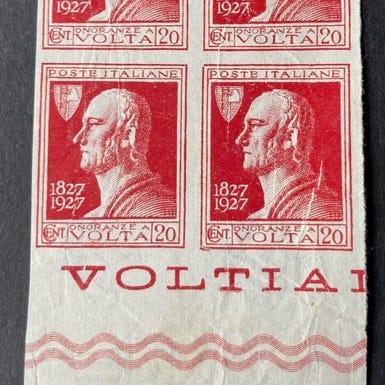 1927 1927
CENT. ONORANZE A VOLTA 20 CENT. ONORANZE A VOLTA 20
POSTE ITALIANE POSTE ITALIANE
1827 1827
1927 1927
CENT. ONORANZE A VOLTA 20 CENT. ONORANZE A VOLTA 20
VOLTIA